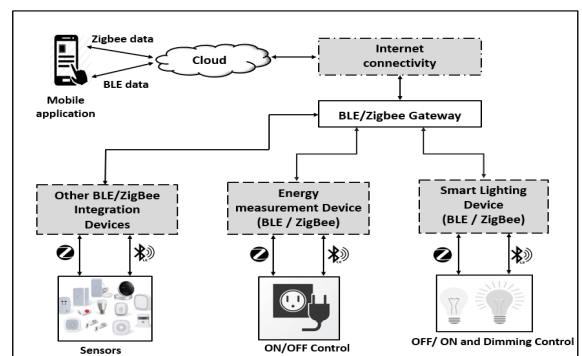 Zigbee data
Cloud
BLE data
Mobile
application
Internet
connectivity
BLE/Zigbee Gateway
Other BLE/ZigBee
Integration
Devices
Energy
measurement Device
(BLE / ZigBee)
Smart Lighting
Device
(BLE / ZigBee)
Sensors
ON/OFF Control
OFF/ ON and Dimming Control